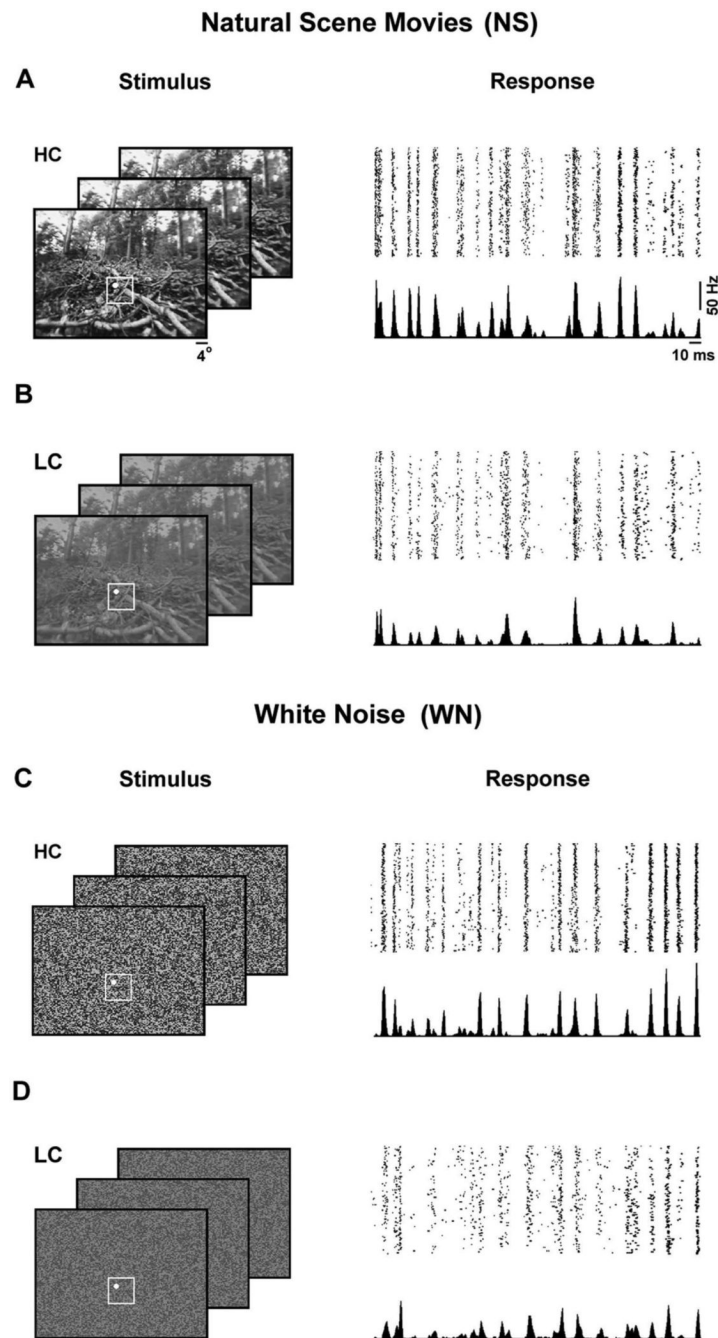 Natural Scene Movies (NS)
A
Stimulus
Response
HC
50 Hz
4°
10 ms
B
LC
White Noise (WN)
C
Stimulus
Response
HC
D
LC